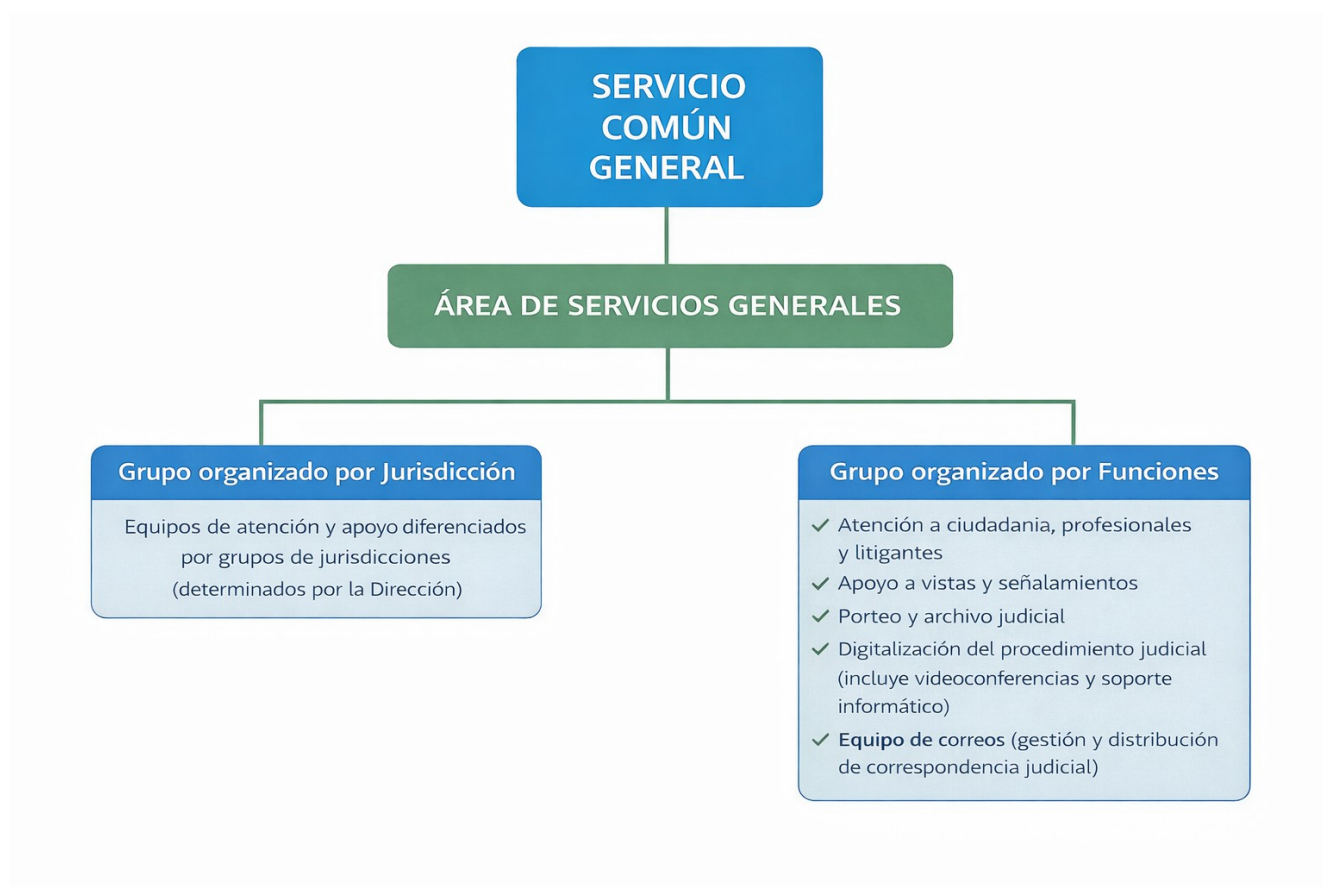 SERVICIO
COMÚN
GENERAL
ÁREA DE SERVICIOS GENERALES
Grupo organizado por Jurisdicción
Equipos de atención y apoyo diferenciados
por grupos de jurisdicciones
(determinados por la Dirección)
Grupo organizado por Funciones
✓ Atención a ciudadania, profesionales
y litigantes
✓ Apoyo a vistas y señalamientos
✓ Porteo y archivo judicial
✓ Digitalización del procedimiento judicial
(incluye videoconferencias y soporte
informático)
✓ Equipo de correos (gestión y distribución
de correspondencia judicial)